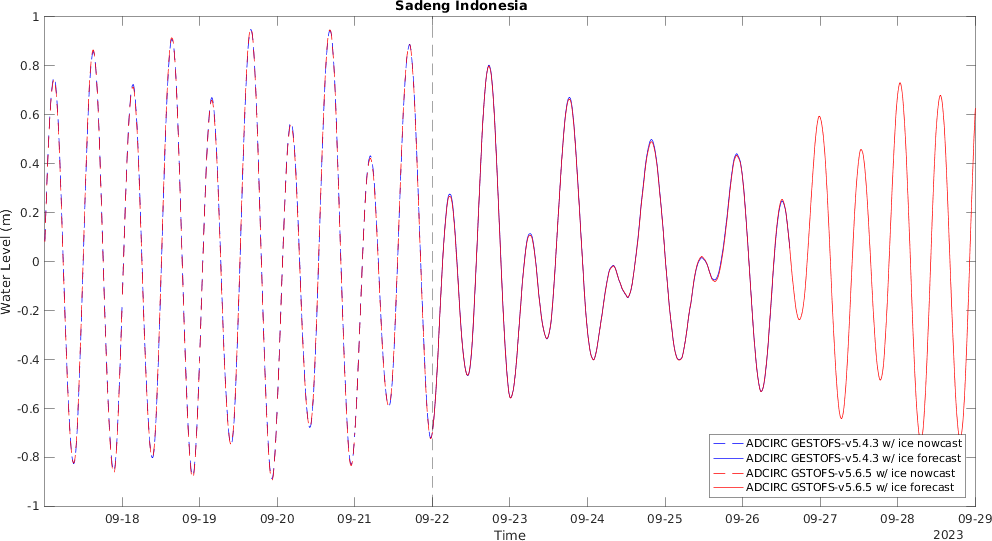 Sadeng Indonesia
1
0.8
0.6
0.4
0.2
0
-0.2
-0.4
-0.6
-0.8
-1
Water Level (m)
ADCIRC GESTOFS-v5.4.3 w/ ice nowcast
ADCIRC GESTOFS-v5.4.3 w/ ice forecast
ADCIRC GSTOFS-v5.6.5 w/ ice nowcast
ADCIRC GSTOFS-v5.6.5 w/ ice forecast
09-18 09-19 09-20 09-21 09-22 09-23 09-24 09-25 09-26 09-27 09-28 09-29
Time
2023